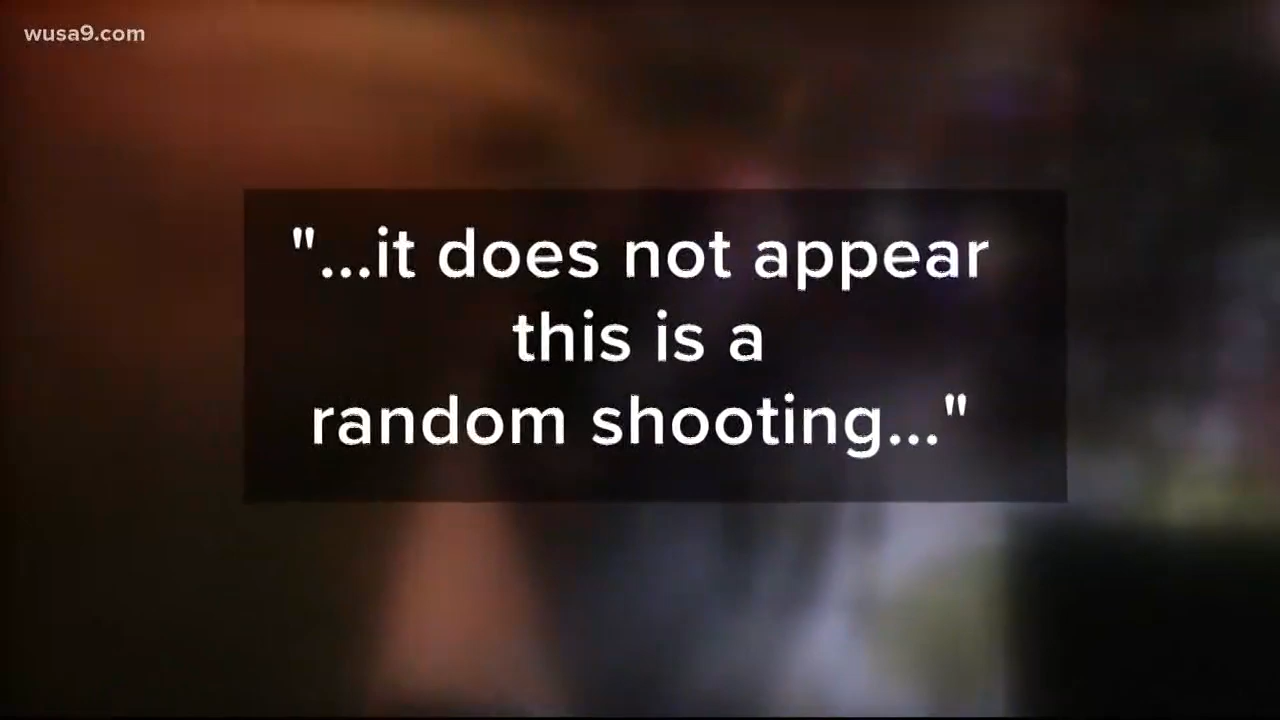 wusa9.com
"...it does not appear
this is a
random shooting..."